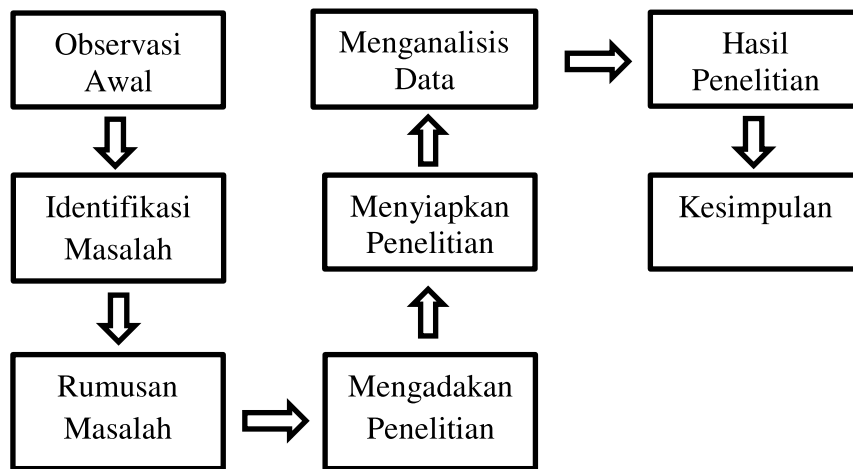 Observasi
Awal
Identifikasi
Masalah
Rumusan
Masalah
Mengadakan
Penelitian
Menyiapkan
Penelitian
Menganalisis
Data
Hasil
Penelitian
Kesimpulan